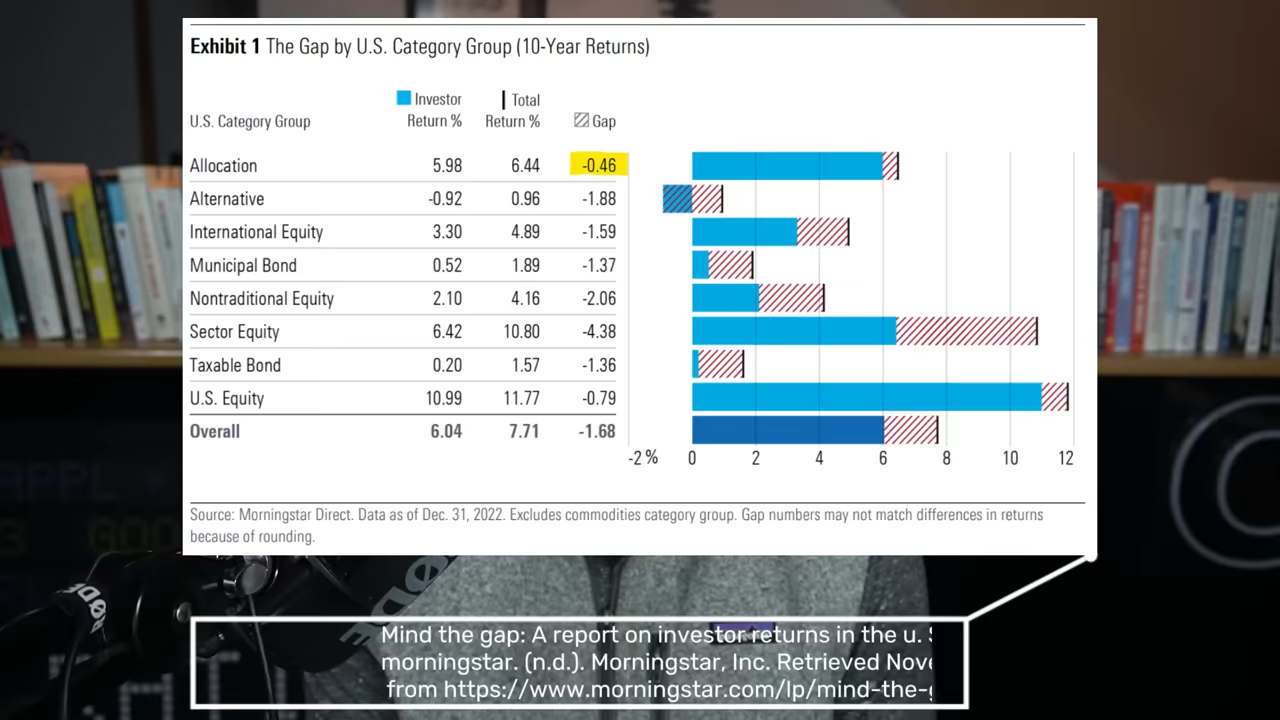 Exhibit 1 The Gap by U.S. Category Group (10-Year Returns)
U.S. Category Group Investor Return % Total Return % Gap
Allocation 5.98 6.44 -0.46
Alternative -0.92 0.96 -1.88
International Equity 3.30 4.89 -1.59
Municipal Bond 0.52 1.89 -1.37
Nontraditional Equity 2.10 4.16 -2.06
Sector Equity 6.42 10.80 -4.38
Taxable Bond 0.20 1.57 -1.36
U.S. Equity 10.99 11.77 -0.79
Overall 6.04 7.71 -1.68
-2 % 0 2 4 6 8 10 12
Source: Morningstar Direct. Data as of Dec. 31, 2022. Excludes commodities category group. Gap numbers may not match differences in returns
because of rounding.
APPL
3 GOO
RØDE
RØDE
Mind the gap: A report on investor returns in the u.
morningstar. (n.d.). Morningstar, Inc. Retrieved Nove
from https://www.morningstar.com/lp/mind-the-g